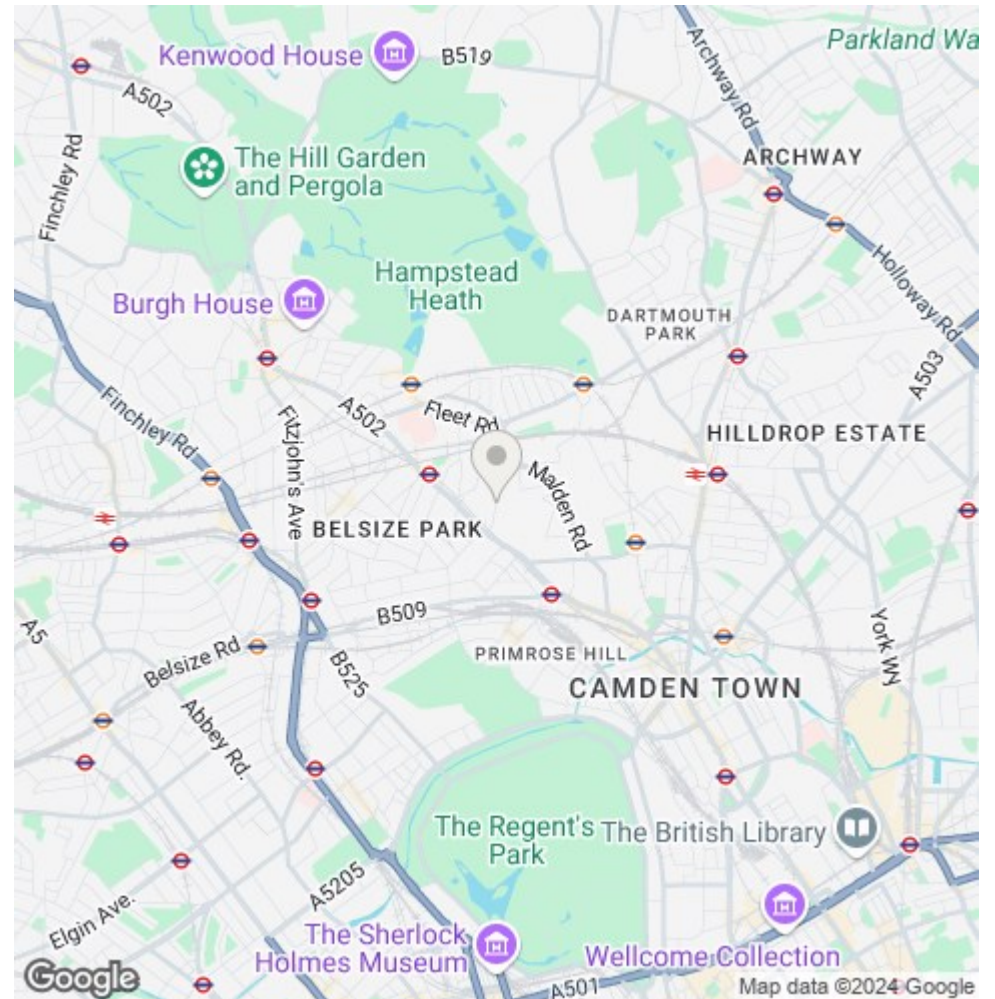 Kenwood House
B519
Parkland Wa
A502
Archway Rd
ARCHWAY
The Hill Garden
and Pergola
Finchley Rd
Holloway Rd
Hampstead
Heath
Burgh House
DARTMOUTH
PARK
A503
A502
Fleet Rd
Finchley Rd
Fitzjohn's Ave
HILLDROP ESTATE
Malden Rd
BELSIZE PARK
A5
B509
York Wy
Belsize Rd
B525
PRIMROSE HILL
CAMDEN TOWN
Abbey Rd.
The Regent's
Park
The British Library
A5205
Elgin Ave.
The Sherlock
Holmes Museum
Wellcome Collection
A501
Google
Map data ©2024 Google